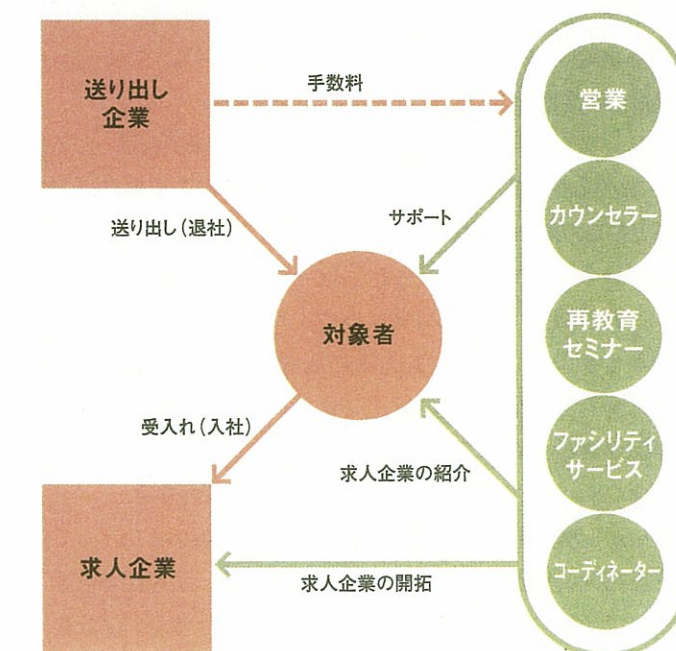 送り出し
企業
手数料
営業
送り出し(退社)
サポート
カウンセラー
対象者
再教育
セミナー
受入れ(入社)
求人企業の紹介
ファシリティ
サービス
求人企業
求人企業の開拓
コーディネーター